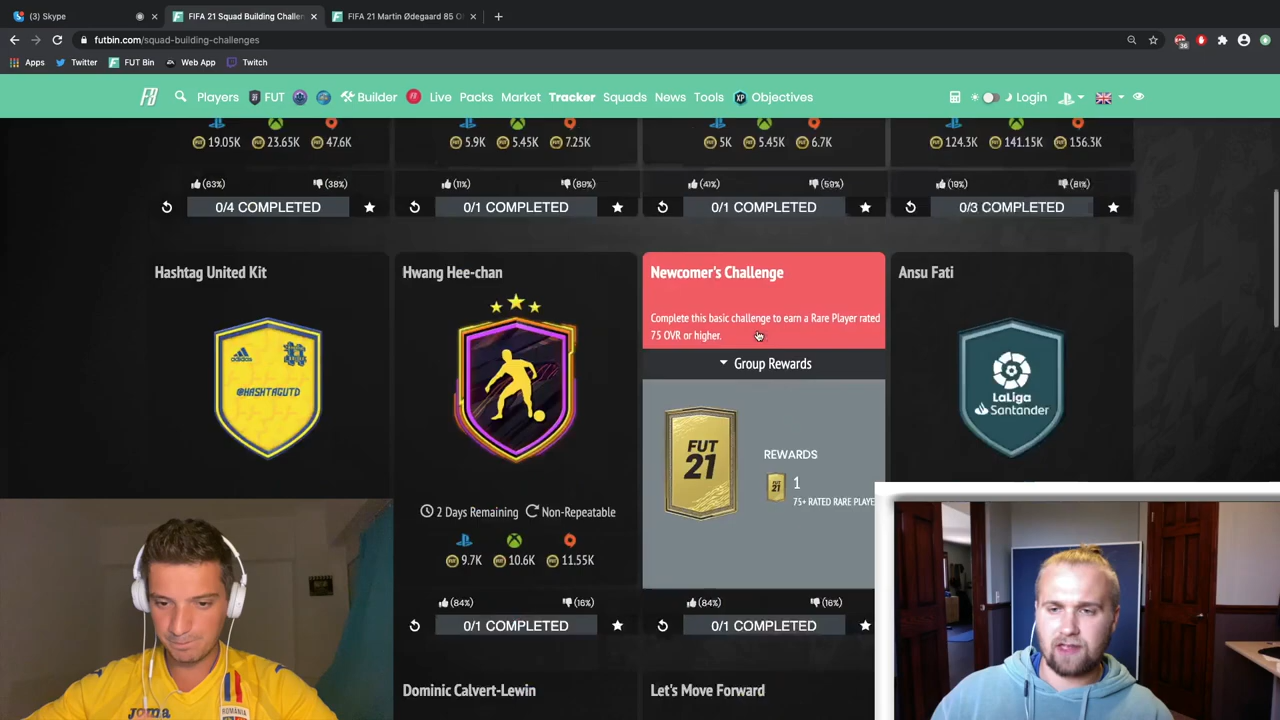 (3) Skype
FIFA 21 Squad Building Challen
FIFA 21 Martin Ødegaard 85 O
futbin.com/squad-building-challenges
36
Apps
Twitter
FUT Bin
Web App
Twitch
Players
FUT
Builder
Live
Packs
Market
Tracker
Squads
News
Tools
XP
Objectives
Login
19.05K 23.65K 47.6K
5.9K 5.45K 7.25K
5K 5.45K 6.7K
124.3K 141.15K 156.3K
(63%) (38%)
(11%) (89%)
(41%) (59%)
(19%) (81%)
0/4 COMPLETED
0/1 COMPLETED
0/1 COMPLETED
0/3 COMPLETED
Hashtag United Kit
adidas
@HASHTAGUTD
Hwang Hee-chan
2 Days Remaining Non-Repeatable
9.7K 10.6K 11.55K
(84%) (16%)
0/1 COMPLETED
Newcomer's Challenge
Complete this basic challenge to earn a Rare Player rated
75 OVR or higher.
Group Rewards
FUT
21
REWARDS
1
75+ RATED RARE PLAYE
(84%) (16%)
0/1 COMPLETED
Ansu Fati
LaLiga
Santander
Dominic Calvert-Lewin
Let's Move Forward
Joma
ROMANIA